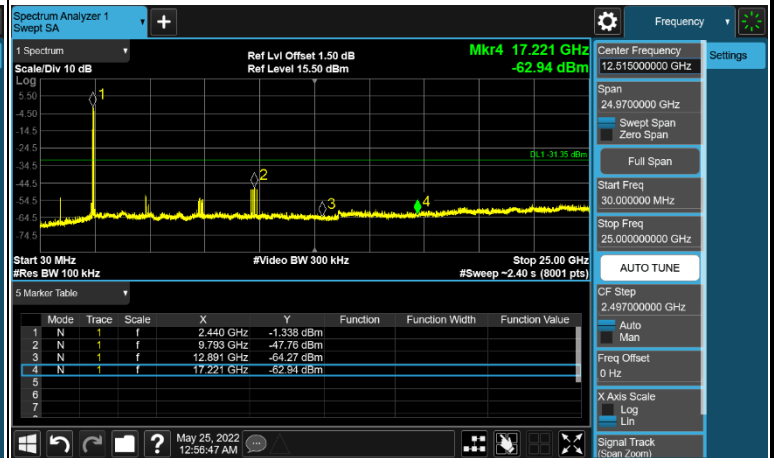 Spectrum Analyzer 1
Swept SA
+
Frequency
1 Spectrum
Scale/Div 10 dB
Ref Lvl Offset 1.50 dB
Ref Level 15.50 dBm
Mkr4 17.221 GHz
-62.94 dBm
Log
5.50
-4.50
-14.5
-24.5
-34.5
-44.5
-54.5
-64.5
-74.5
1
2
3
4
DL1 -31.35 dBm
Start 30 MHz
#Res BW 100 kHz
#Video BW 300 kHz
Stop 25.00 GHz
#Sweep ~2.40 s (8001 pts)
5 Marker Table
Mode Trace Scale X Y Function Function Width Function Value
1 N 1 f 2.440 GHz -1.338 dBm
2 N 1 f 9.793 GHz -47.76 dBm
3 N 1 f 12.891 GHz -64.27 dBm
4 N 1 f 17.221 GHz -62.94 dBm
5
6
7
?
May 25, 2022
12:56:47 AM
Center Frequency
12.515000000 GHz
Settings
Span
24.9700000 GHz
Swept Span
Zero Span
Full Span
Start Freq
30.000000 MHz
Stop Freq
25.000000000 GHz
AUTO TUNE
CF Step
2.497000000 GHz
Auto
Man
Freq Offset
0 Hz
X Axis Scale
Log
Lin
Signal Track
(Span Zoom)